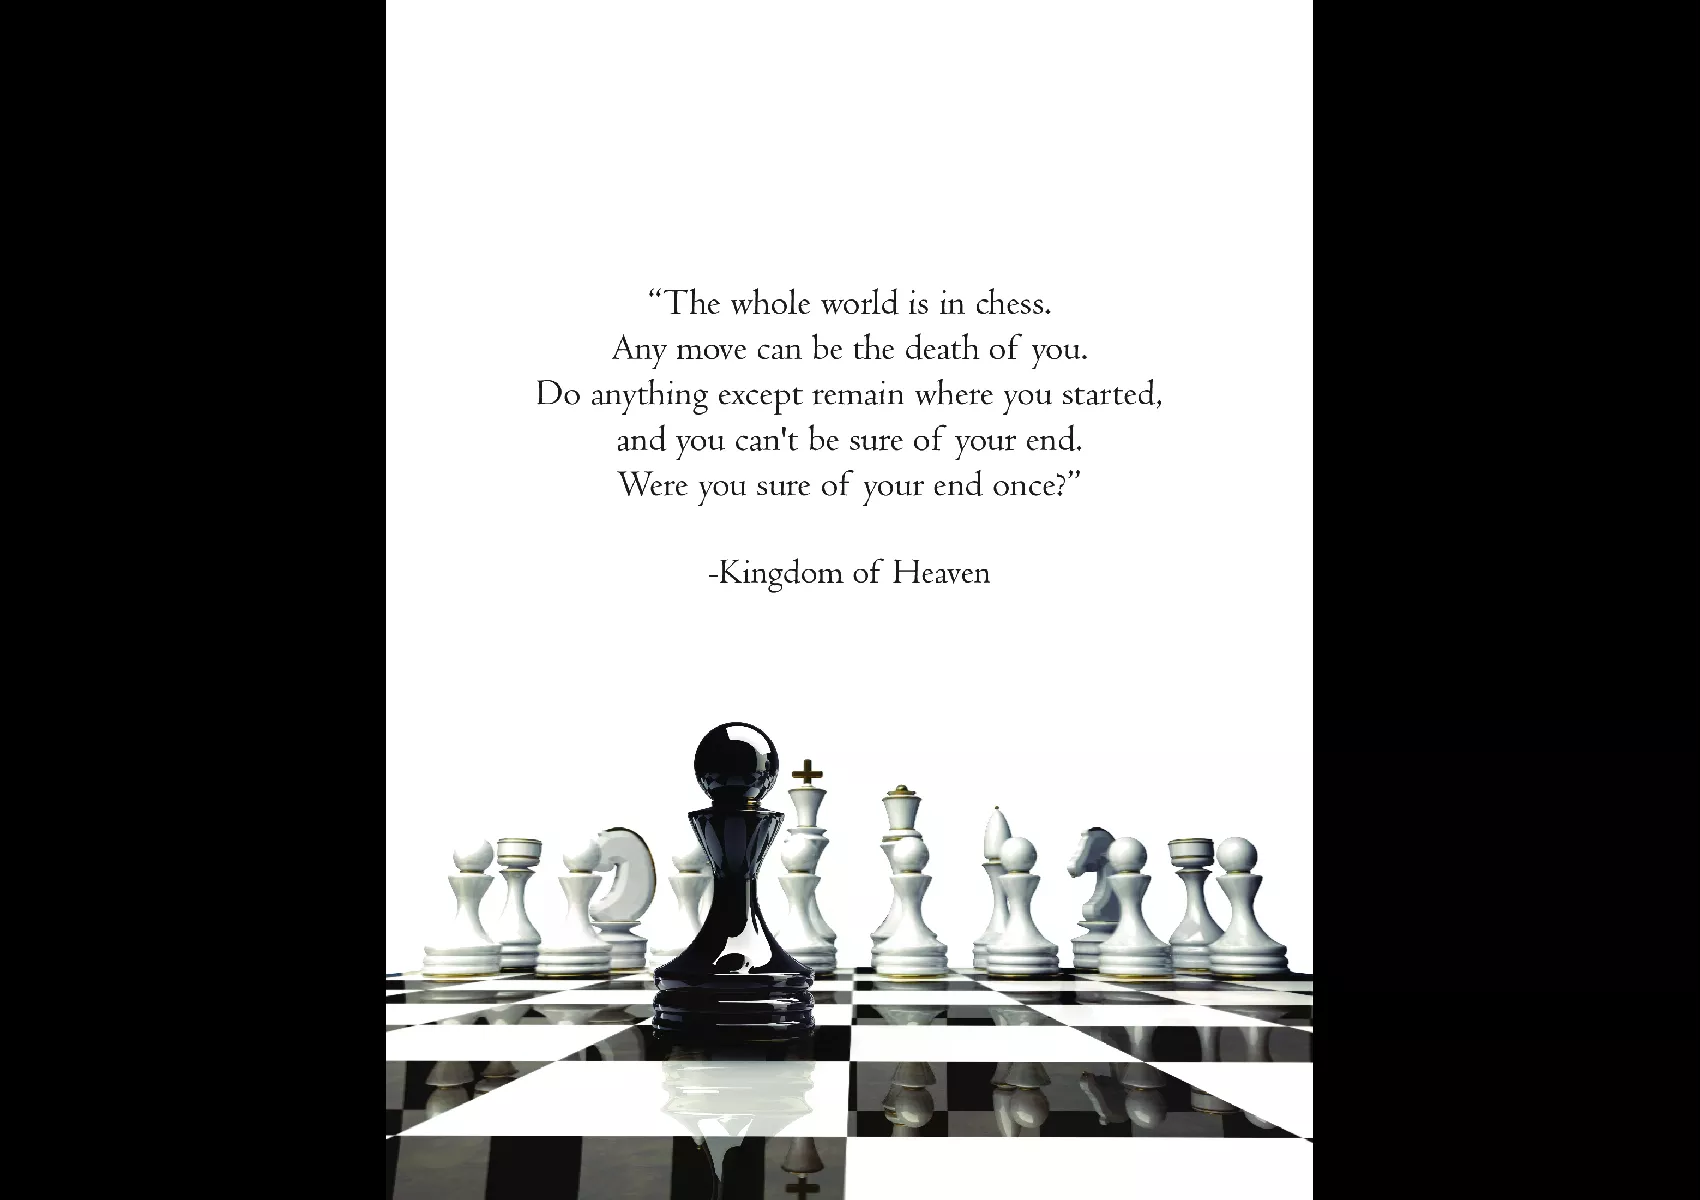 “The whole world is in chess.
Any move can be the death of you.
Do anything except remain where you started,
and you can't be sure of your end.
Were you sure of your end once?”
-Kingdom of Heaven